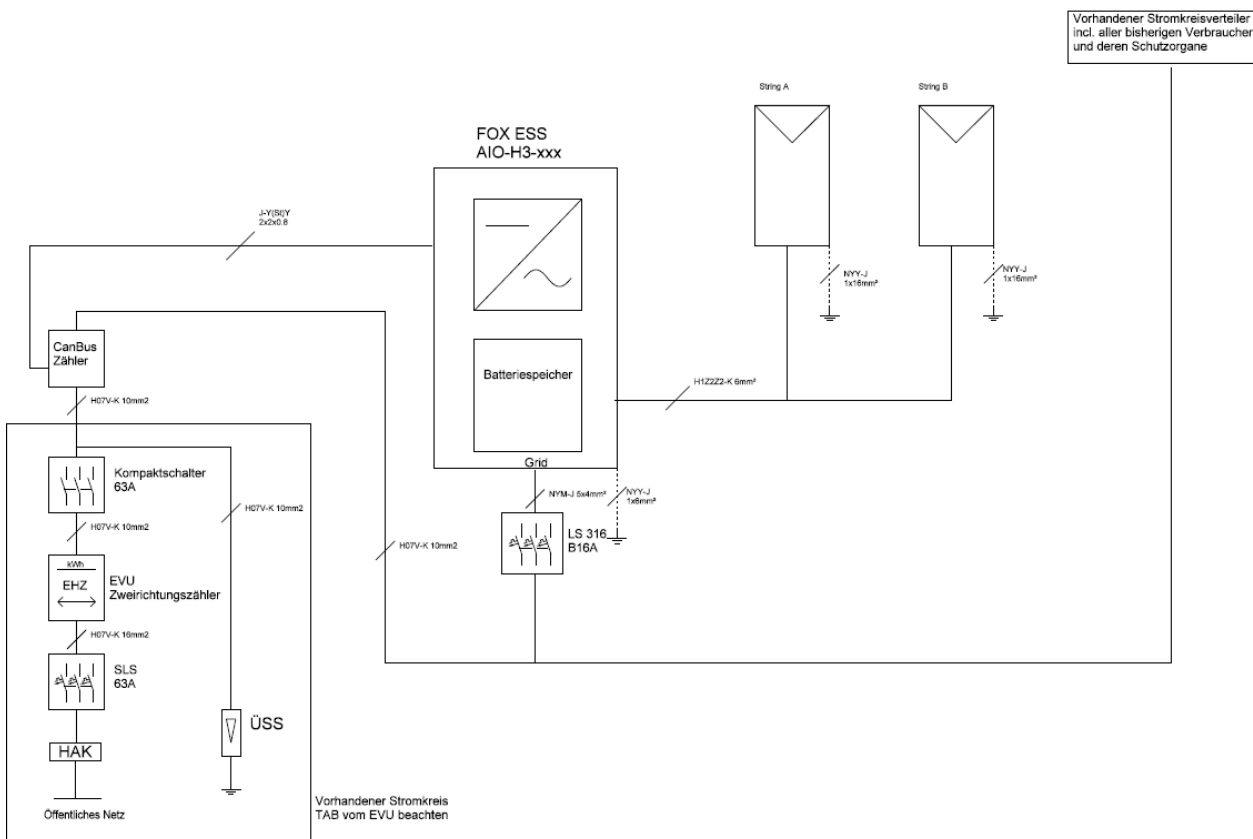 Vorhandener Stromkreisverteiler
incl. aller bisherigen Verbraucher
und deren Schutzorgane
String A
String B
FOX ESS
AIO-H3-xxx
J-Y(St)Y
2x2x0.8
NYY-J
1x16mm²
NYY-J
1x16mm²
CanBus
Zähler
Batteriespeicher
H1Z2Z2-K 6mm²
H07V-K 10mm2
Grid
Kompaktschalter
63A
NYM-J 5x4mm²
NYY-J
1x6mm²
H07V-K 10mm2
H07V-K 10mm2
LS 316
B16A
H07V-K 10mm2
kWh
EHZ
EVU
Zweirichtungszähler
H07V-K 16mm2
SLS
63A
ÜSS
HAK
Öffentliches Netz
Vorhandener Stromkreis
TAB vom EVU beachten